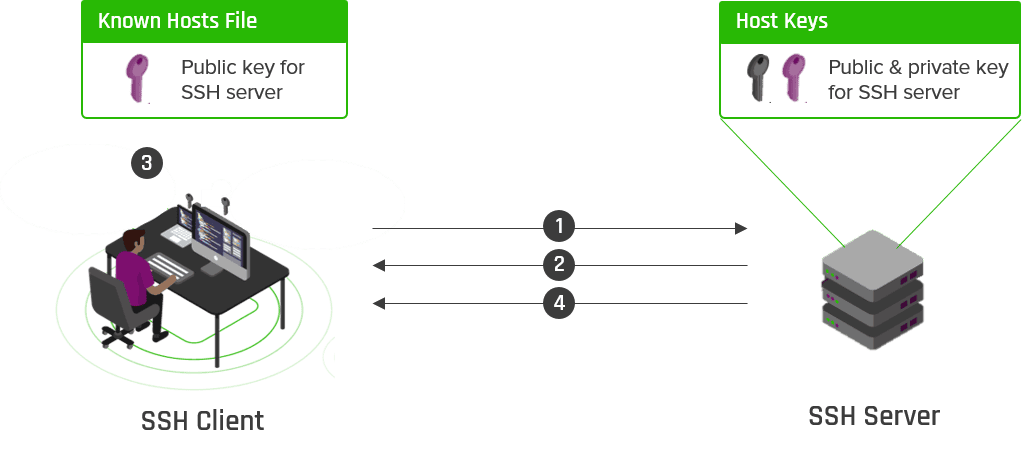 Known Hosts File
Public key for
SSH server
Host Keys
Public & private key
for SSH server
3
1
2
4
SSH Client
SSH Server